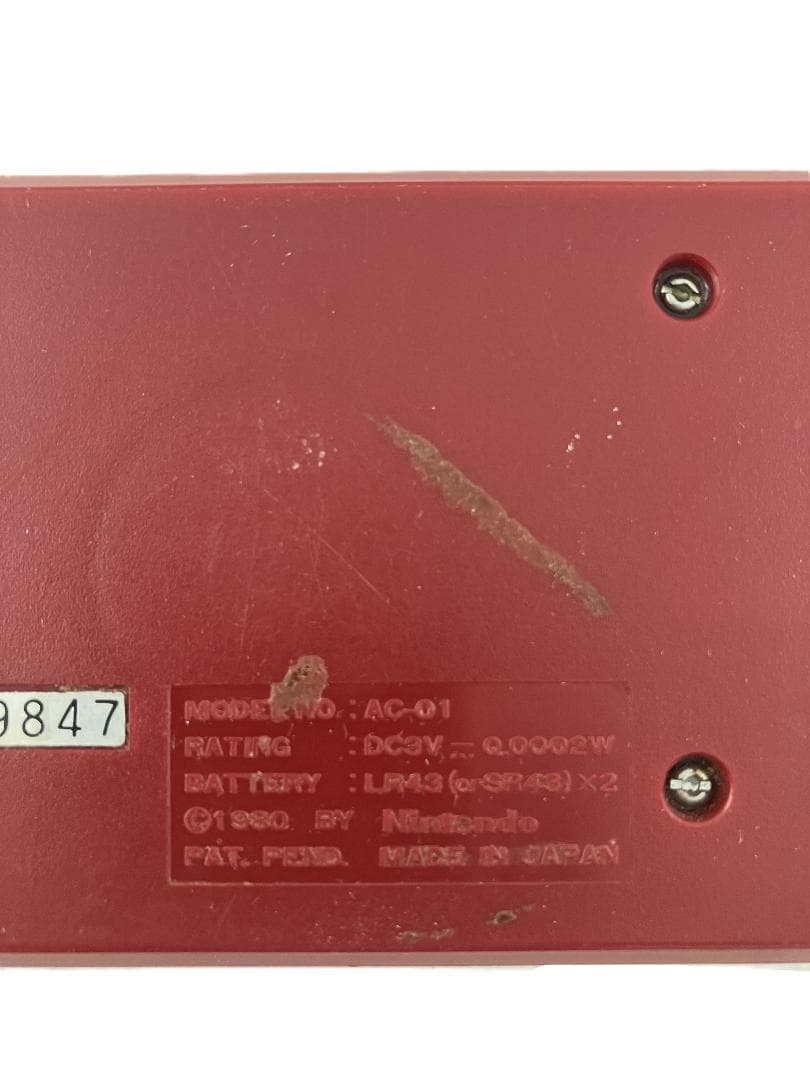 9847
MODEL NO. : AC-01
RATING : DC3V ⎓ 0.0002W
BATTERY : LR43 (or SR43) ×2
©1980 BY Nintendo
PAT. PEND. MADE IN JAPAN